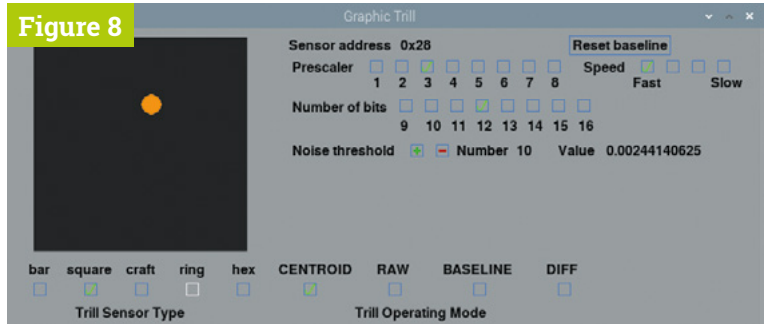 Figure 8
Graphic Trill
Sensor address 0x28 Reset baseline
Prescaler Speed
1 2 3 4 5 6 7 8 Fast Slow
Number of bits
9 10 11 12 13 14 15 16
Noise threshold + - Number 10 Value 0.00244140625
bar square craft ring hex CENTROID RAW BASELINE DIFF
Trill Sensor Type Trill Operating Mode